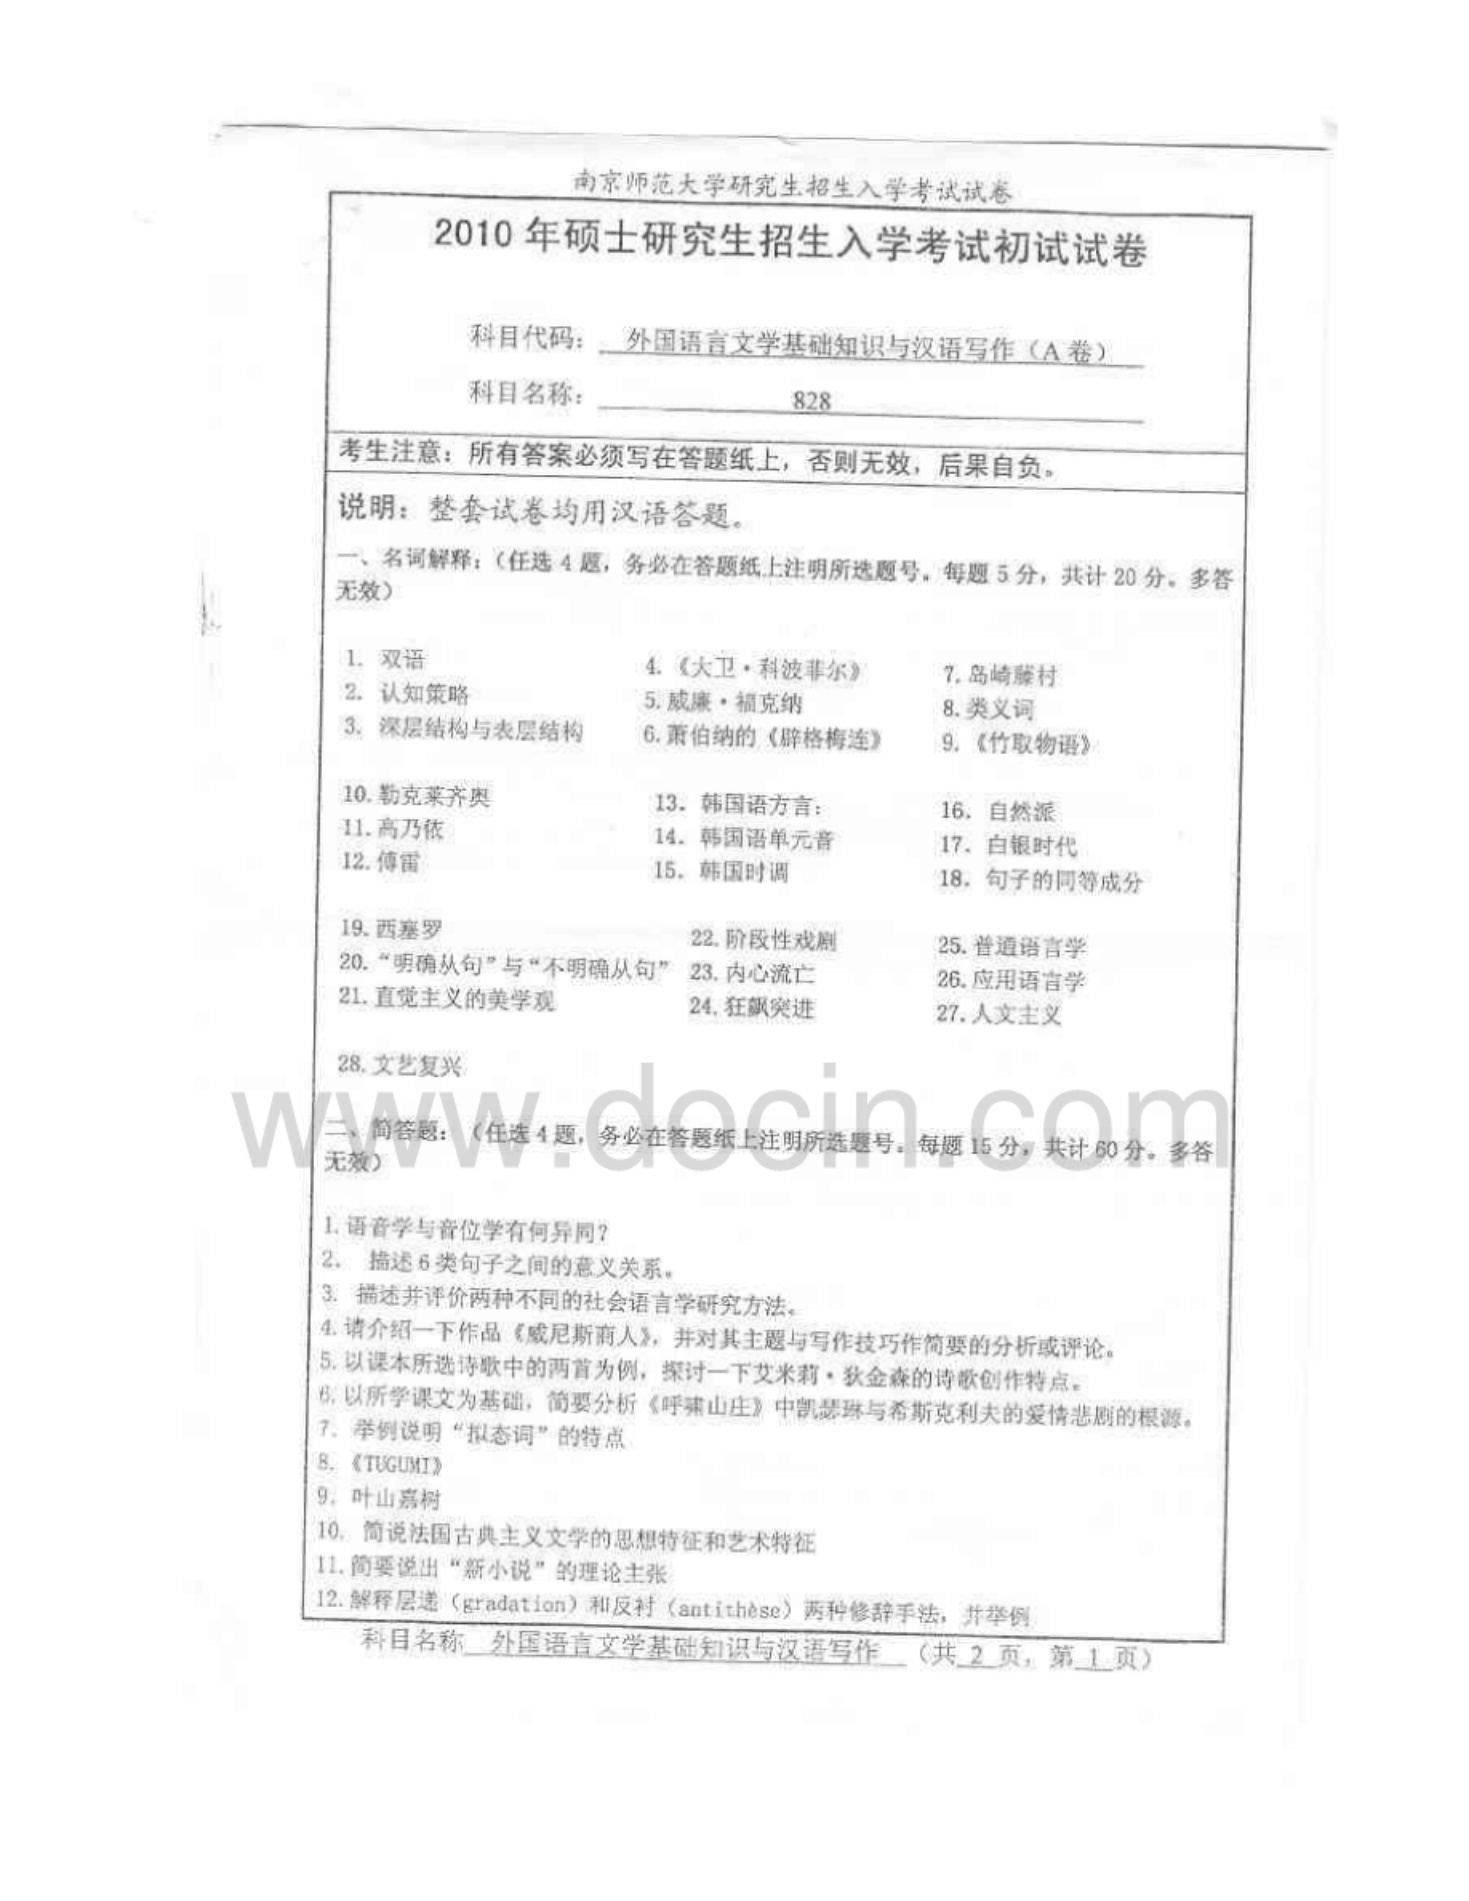 南京师范大学研究生招生入学考试试卷
2010 年硕士研究生招生入学考试初试试卷
科目代码： 外国语言文学基础知识与汉语写作（A 卷）
科目名称： 828
考生注意：所有答案必须写在答题纸上，否则无效，后果自负。
说明：整套试卷均用汉语答题。
一、名词解释：（任选 4 题，务必在答题纸上注明所选题号。每题 5 分，共计 20 分。多答
无效）
1. 双语 4.《大卫·科波菲尔》 7. 岛崎藤村
2. 认知策略 5. 威廉·福克纳 8. 类义词
3. 深层结构与表层结构 6. 萧伯纳的《辟格梅连》 9.《竹取物语》
10. 勒克莱齐奥 13. 韩国语方言： 16. 自然派
11. 高乃依 14. 韩国语单元音 17. 白银时代
12. 傅雷 15. 韩国时调 18. 句子的同等成分
19. 西塞罗 22. 阶段性戏剧 25. 普通语言学
20. “明确从句”与“不明确从句” 23. 内心流亡 26. 应用语言学
21. 直觉主义的美学观 24. 狂飙突进 27. 人文主义
28. 文艺复兴
www.docin.com
二、简答题：（任选 4 题，务必在答题纸上注明所选题号。每题 15 分，共计 60 分。多答
无效）
1. 语音学与音位学有何异同？
2. 描述 6 类句子之间的意义关系。
3. 描述并评价两种不同的社会语言学研究方法。
4. 请介绍一下作品《威尼斯商人》，并对其主题与写作技巧作简要的分析或评论。
5. 以课本所选诗歌中的两首为例，探讨一下艾米莉·狄金森的诗歌创作特点。
6. 以所学课文为基础，简要分析《呼啸山庄》中凯瑟琳与希斯克利夫的爱情悲剧的根源。
7. 举例说明“拟态词”的特点
8. 《TUGUMI》
9. 叶山嘉树
10. 简说法国古典主义文学的思想特征和艺术特征
11. 简要说出“新小说”的理论主张
12. 解释层递（gradation）和反衬（antithèse）两种修辞手法，并举例
科目名称 外国语言文学基础知识与汉语写作 （共 2 页，第 1 页）